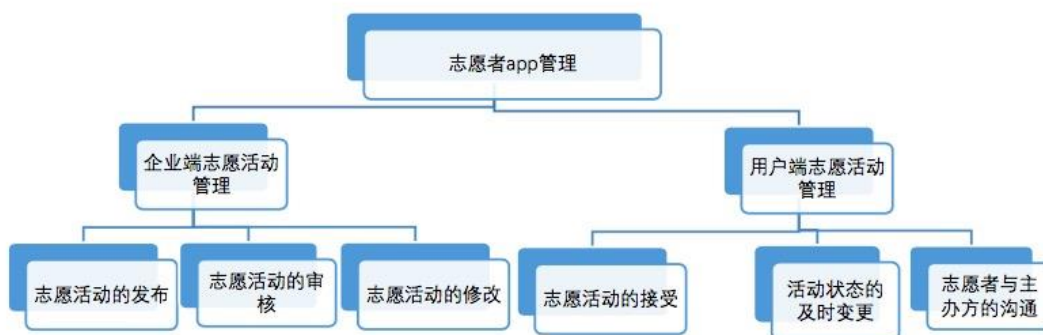 志愿者app管理
企业端志愿活动
管理
用户端志愿活动
管理
志愿活动的发布
志愿活动的审
核
志愿活动的修改
志愿活动的接受
活动状态的
及时变更
志愿者与主
办方的沟通